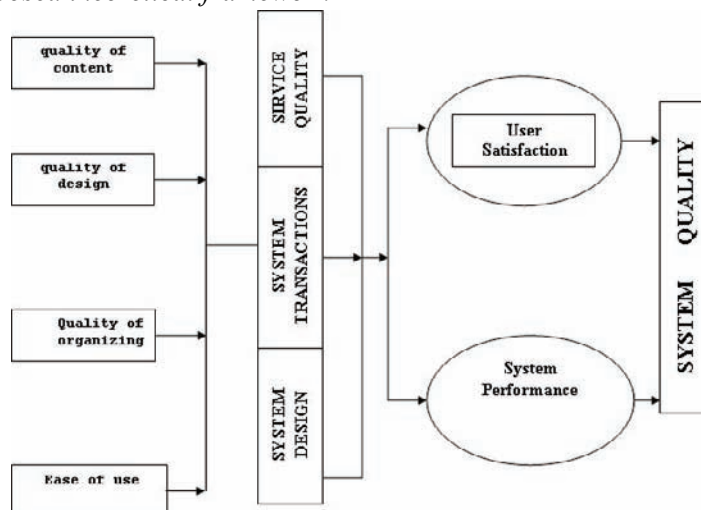 quality of
content
quality of
design
Quality of
organizing
Ease of use
SIRVICE
QUALITY
SYSTEM
TRANSACTIONS
SYSTEM
DESIGN
User
Satisfaction
System
Performance
SYSTEM QUALITY